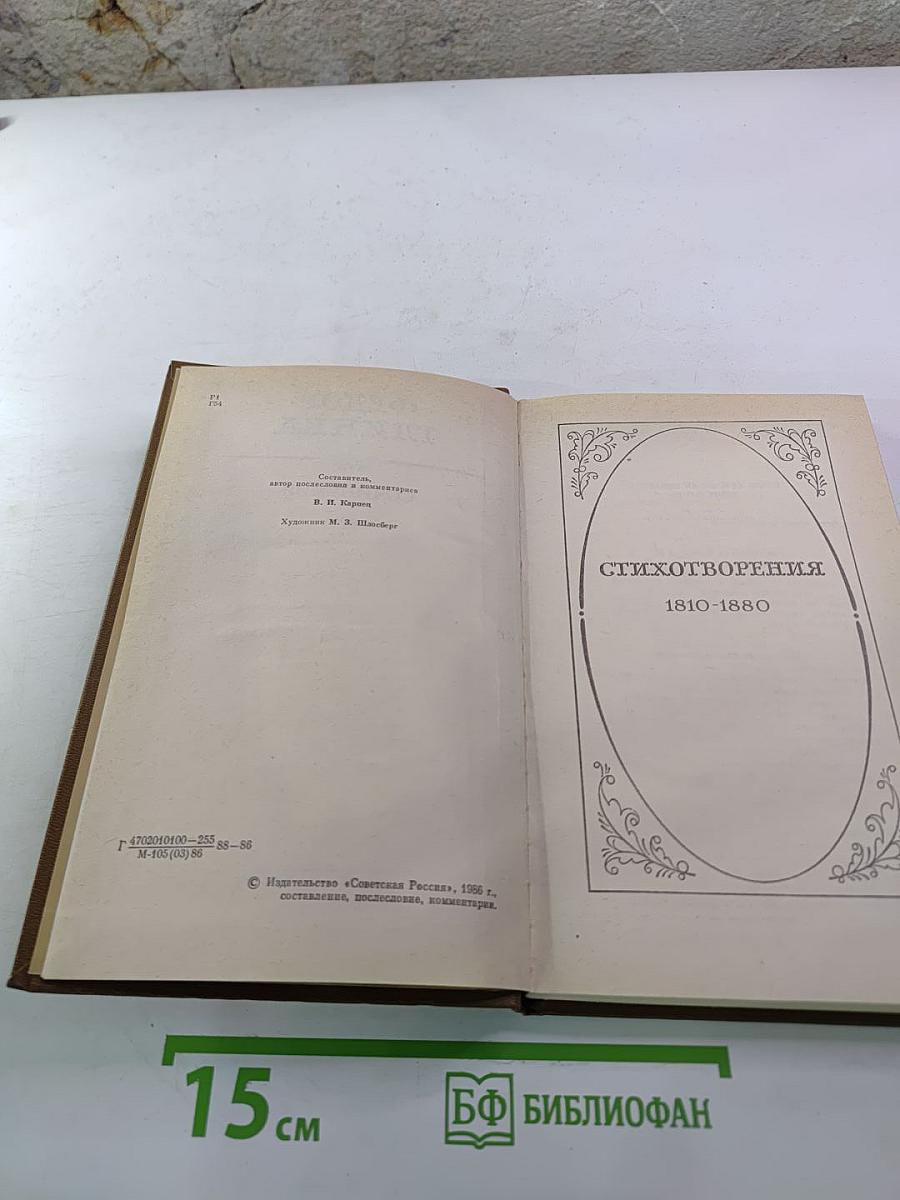 Р1
Г54
Составитель,
автор послесловия и комментариев
В. И. Карпец
Художник М. З. Шлосберг
Г 4702010100—255 88—86
М-105(03)86
© Издательство «Советская Россия», 1986 г.,
составление, послесловие, комментарии.
СТИХОТВОРЕНИЯ
1810-1880
15 см
БФ БИБЛИОФАН